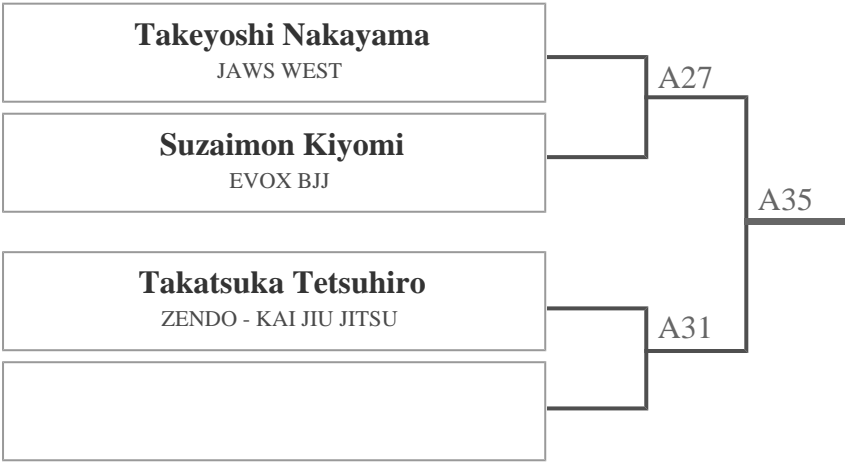 Takeyoshi Nakayama
JAWS WEST
A27
Suzaimon Kiyomi
EVOX BJJ
A35
Takatsuka Tetsuhiro
ZENDO - KAI JIU JITSU
A31